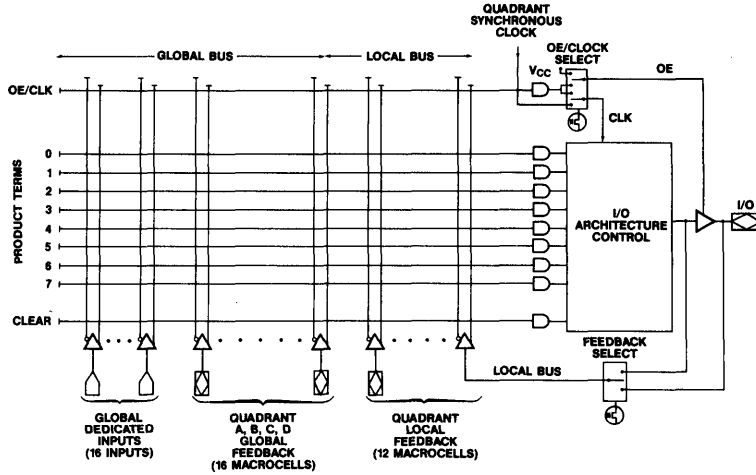 QUADRANT
SYNCHRONOUS
CLOCK
GLOBAL BUS
LOCAL BUS
OE/CLOCK
SELECT
VCC
OE
OE/CLK
CLK
PRODUCT TERMS
0
1
2
3
4
5
6
7
CLEAR
I/O
ARCHITECTURE
CONTROL
I/O
FEEDBACK
SELECT
LOCAL BUS
GLOBAL
DEDICATED
INPUTS
(16 INPUTS)
QUADRANT
A, B, C, D
GLOBAL
FEEDBACK
(16 MACROCELLS)
QUADRANT
LOCAL
FEEDBACK
(12 MACROCELLS)